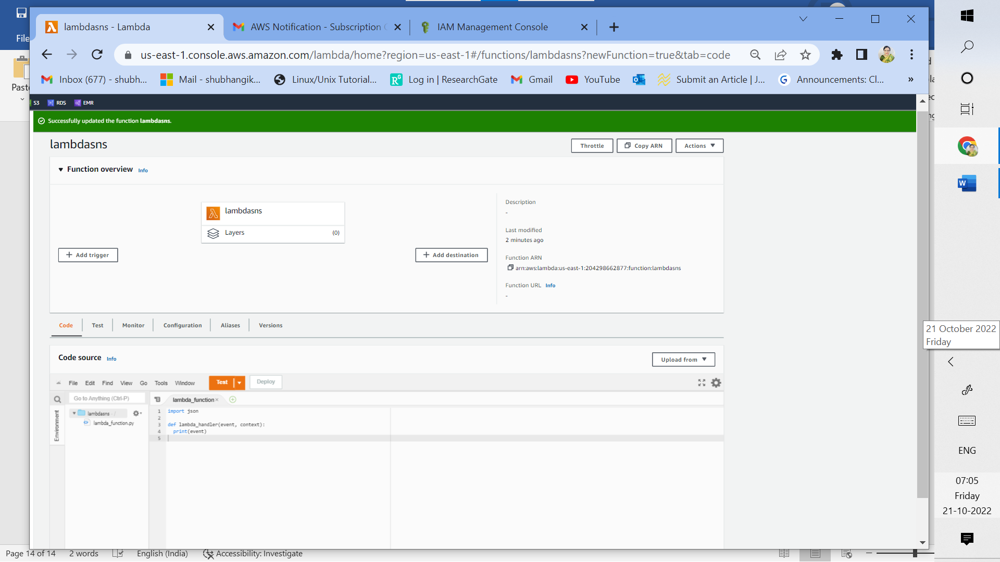 File
Paste
lambdasns - Lambda
AWS Notification - Subscription
IAM Management Console
us-east-1.console.aws.amazon.com/lambda/home?region=us-east-1#/functions/lambdasns?newFunction=true&tab=code
Inbox (677) - shubh...
Mail - shubhangik...
Linux/Unix Tutorial...
Log in | ResearchGate
Gmail
YouTube
Submit an Article | J...
Announcements: Cl...
»
S3
RDS
EMR
Successfully updated the function lambdasns.
lambdasns
Throttle
Copy ARN
Actions
Function overview Info
lambdasns
Layers
(0)
+ Add trigger
+ Add destination
Description
-
Last modified
2 minutes ago
Function ARN
arn:aws:lambda:us-east-1:204298662877:function:lambdasns
Function URL Info
-
Code
Test
Monitor
Configuration
Aliases
Versions
Code source Info
Upload from
File Edit Find View Go Tools Window
Test
Deploy
Go to Anything (Ctrl-P)
lambda_function
Environment
lambdasns - /
lambda_function.py
1 import json
2
3 def lambda_handler(event, context):
4 print(event)
5
Page 14 of 14
2 words
English (India)
Accessibility: Investigate
21 October 2022
Friday
ENG
07:05
Friday
21-10-2022